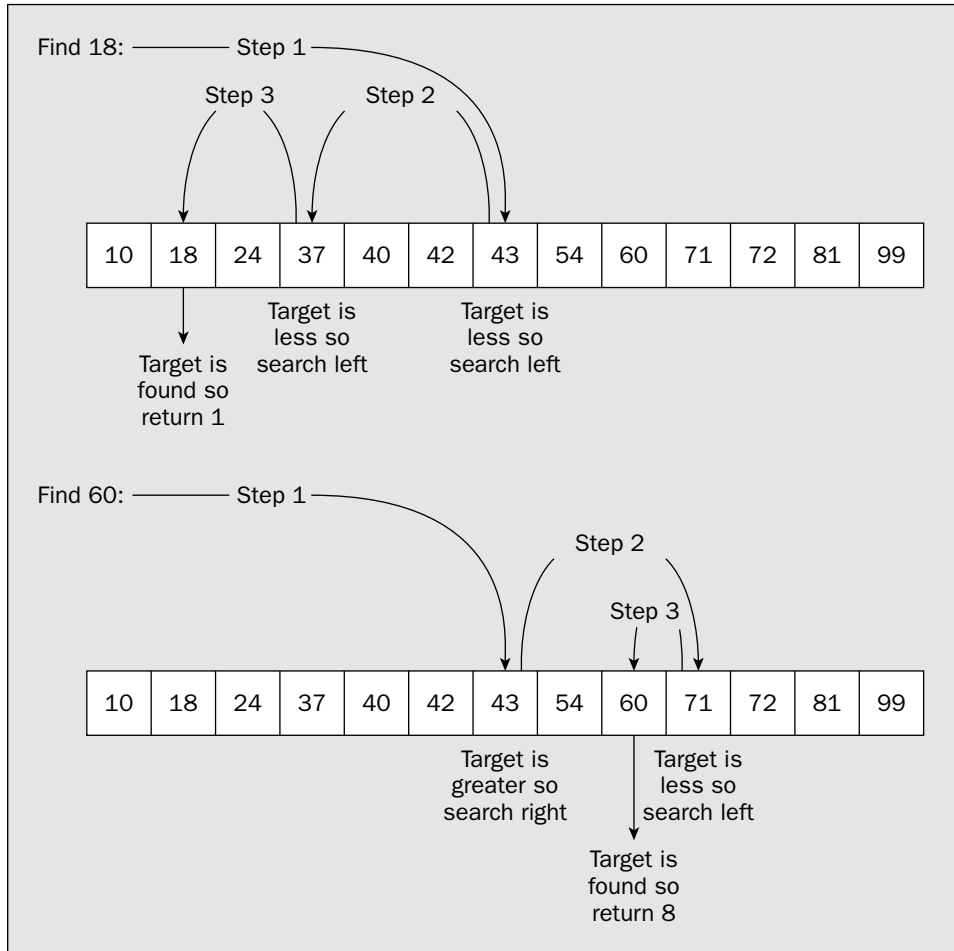 Find 18:
Step 1
Step 3
Step 2
10 18 24 37 40 42 43 54 60 71 72 81 99
Target is
less so
search left
Target is
less so
search left
Target is
found so
return 1
Find 60:
Step 1
Step 2
Step 3
10 18 24 37 40 42 43 54 60 71 72 81 99
Target is
greater so
search right
Target is
less so
search left
Target is
found so
return 8